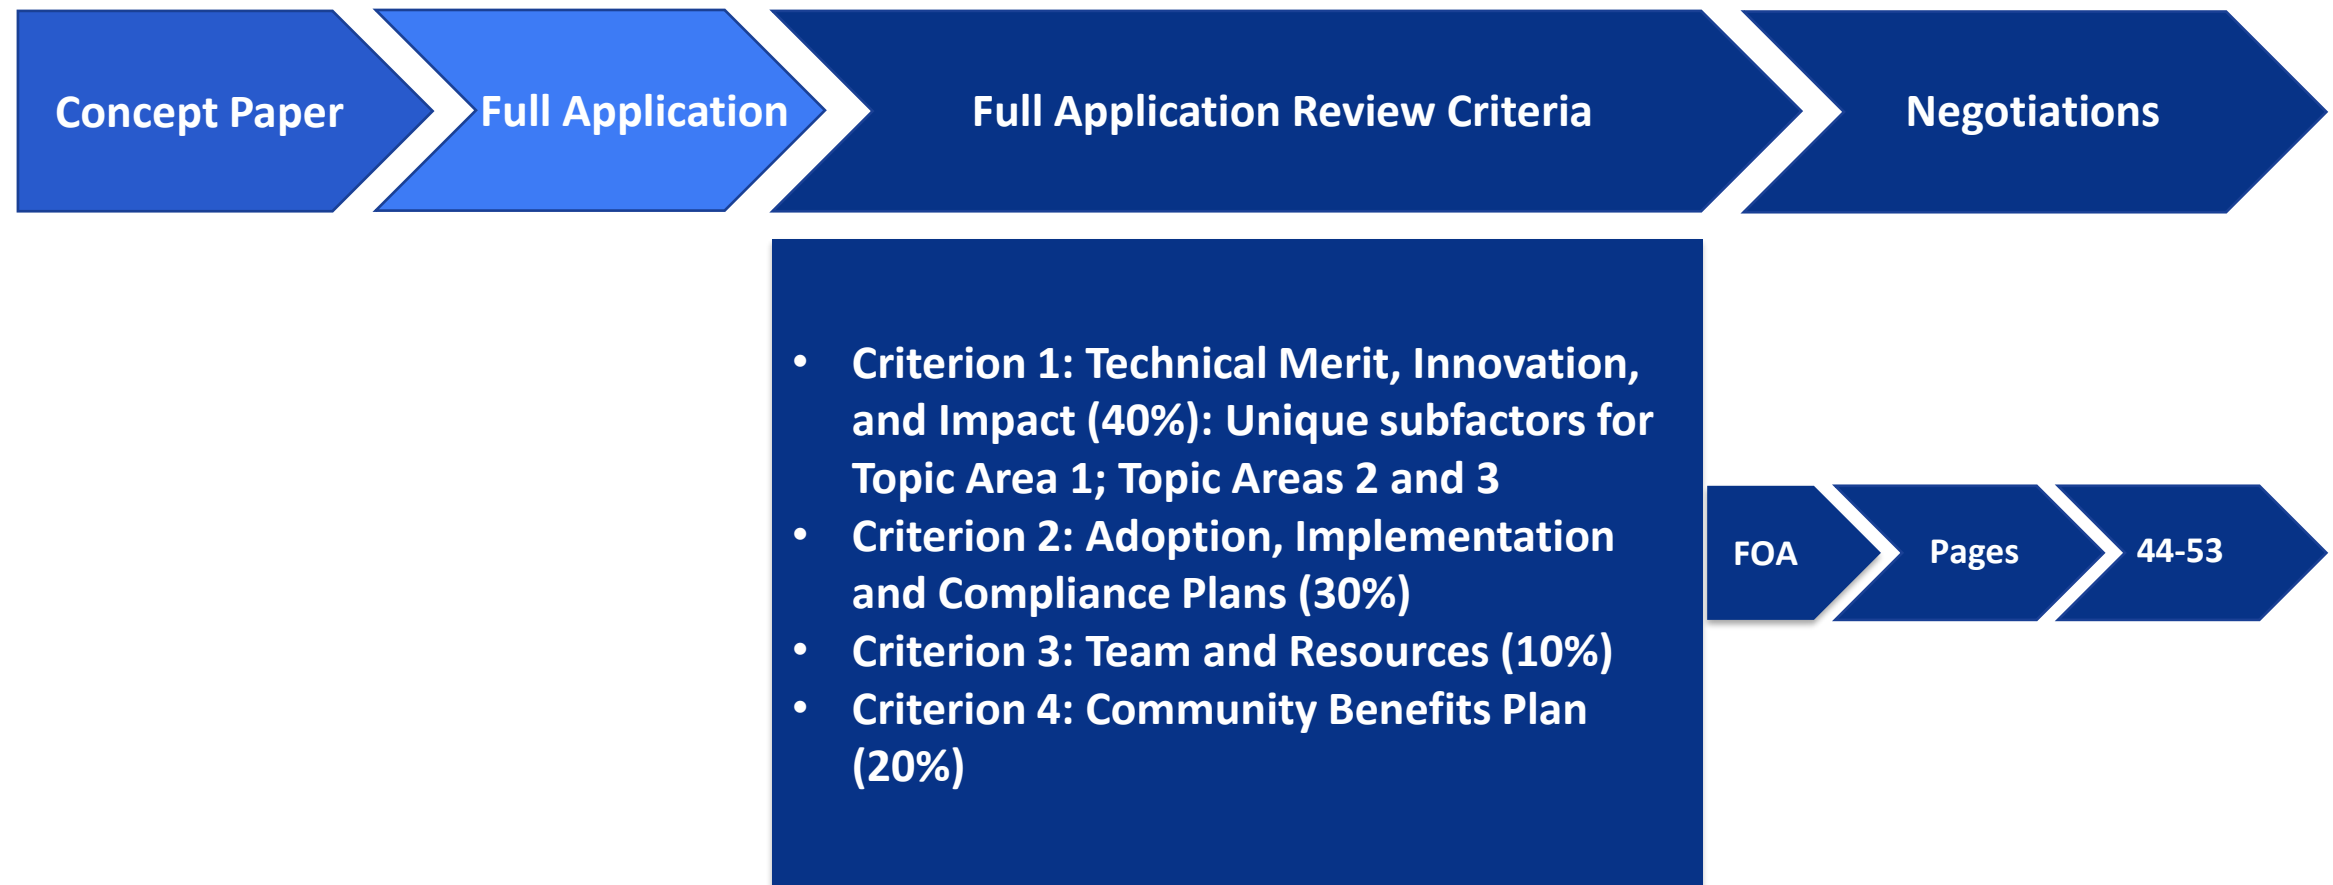 Concept Paper
Full Application
Full Application Review Criteria
Negotiations
• Criterion 1: Technical Merit, Innovation,
and Impact (40%): Unique subfactors for
Topic Area 1; Topic Areas 2 and 3
• Criterion 2: Adoption, Implementation
and Compliance Plans (30%)
• Criterion 3: Team and Resources (10%)
• Criterion 4: Community Benefits Plan
(20%)
FOA
Pages
44-53